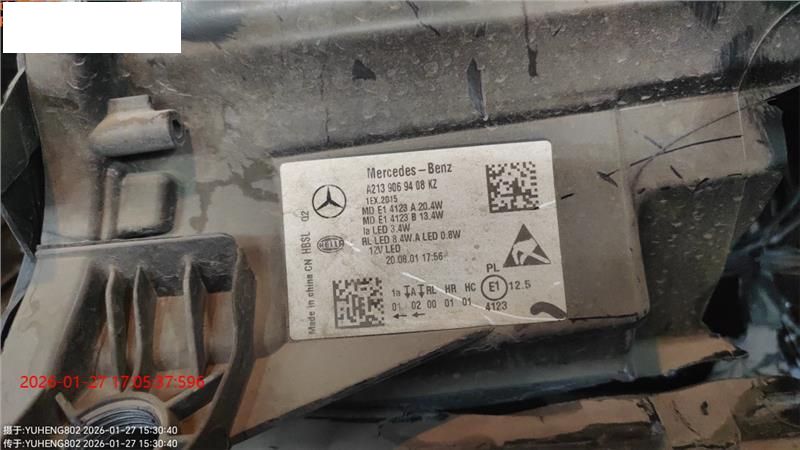 Mercedes-Benz
A213 906 94 08 KZ
1EX.2015
MD E1 4123 A 20.4W
MD E1 4123 B 13.4W
1a LED 3.4W
RL LED 8.4W.A LED 0.8W
12V LED
20.08.01 17:56
HELLA
Made in china CN HBSL 02
PL
1a A RL HR HC E1 12.5
01 02 00 01 01 4123
2026-01-27 17:05:37:596
摄于:YUHENG802 2026-01-27 15:30:40
传于:YUHENG802 2026-01-27 15:30:40